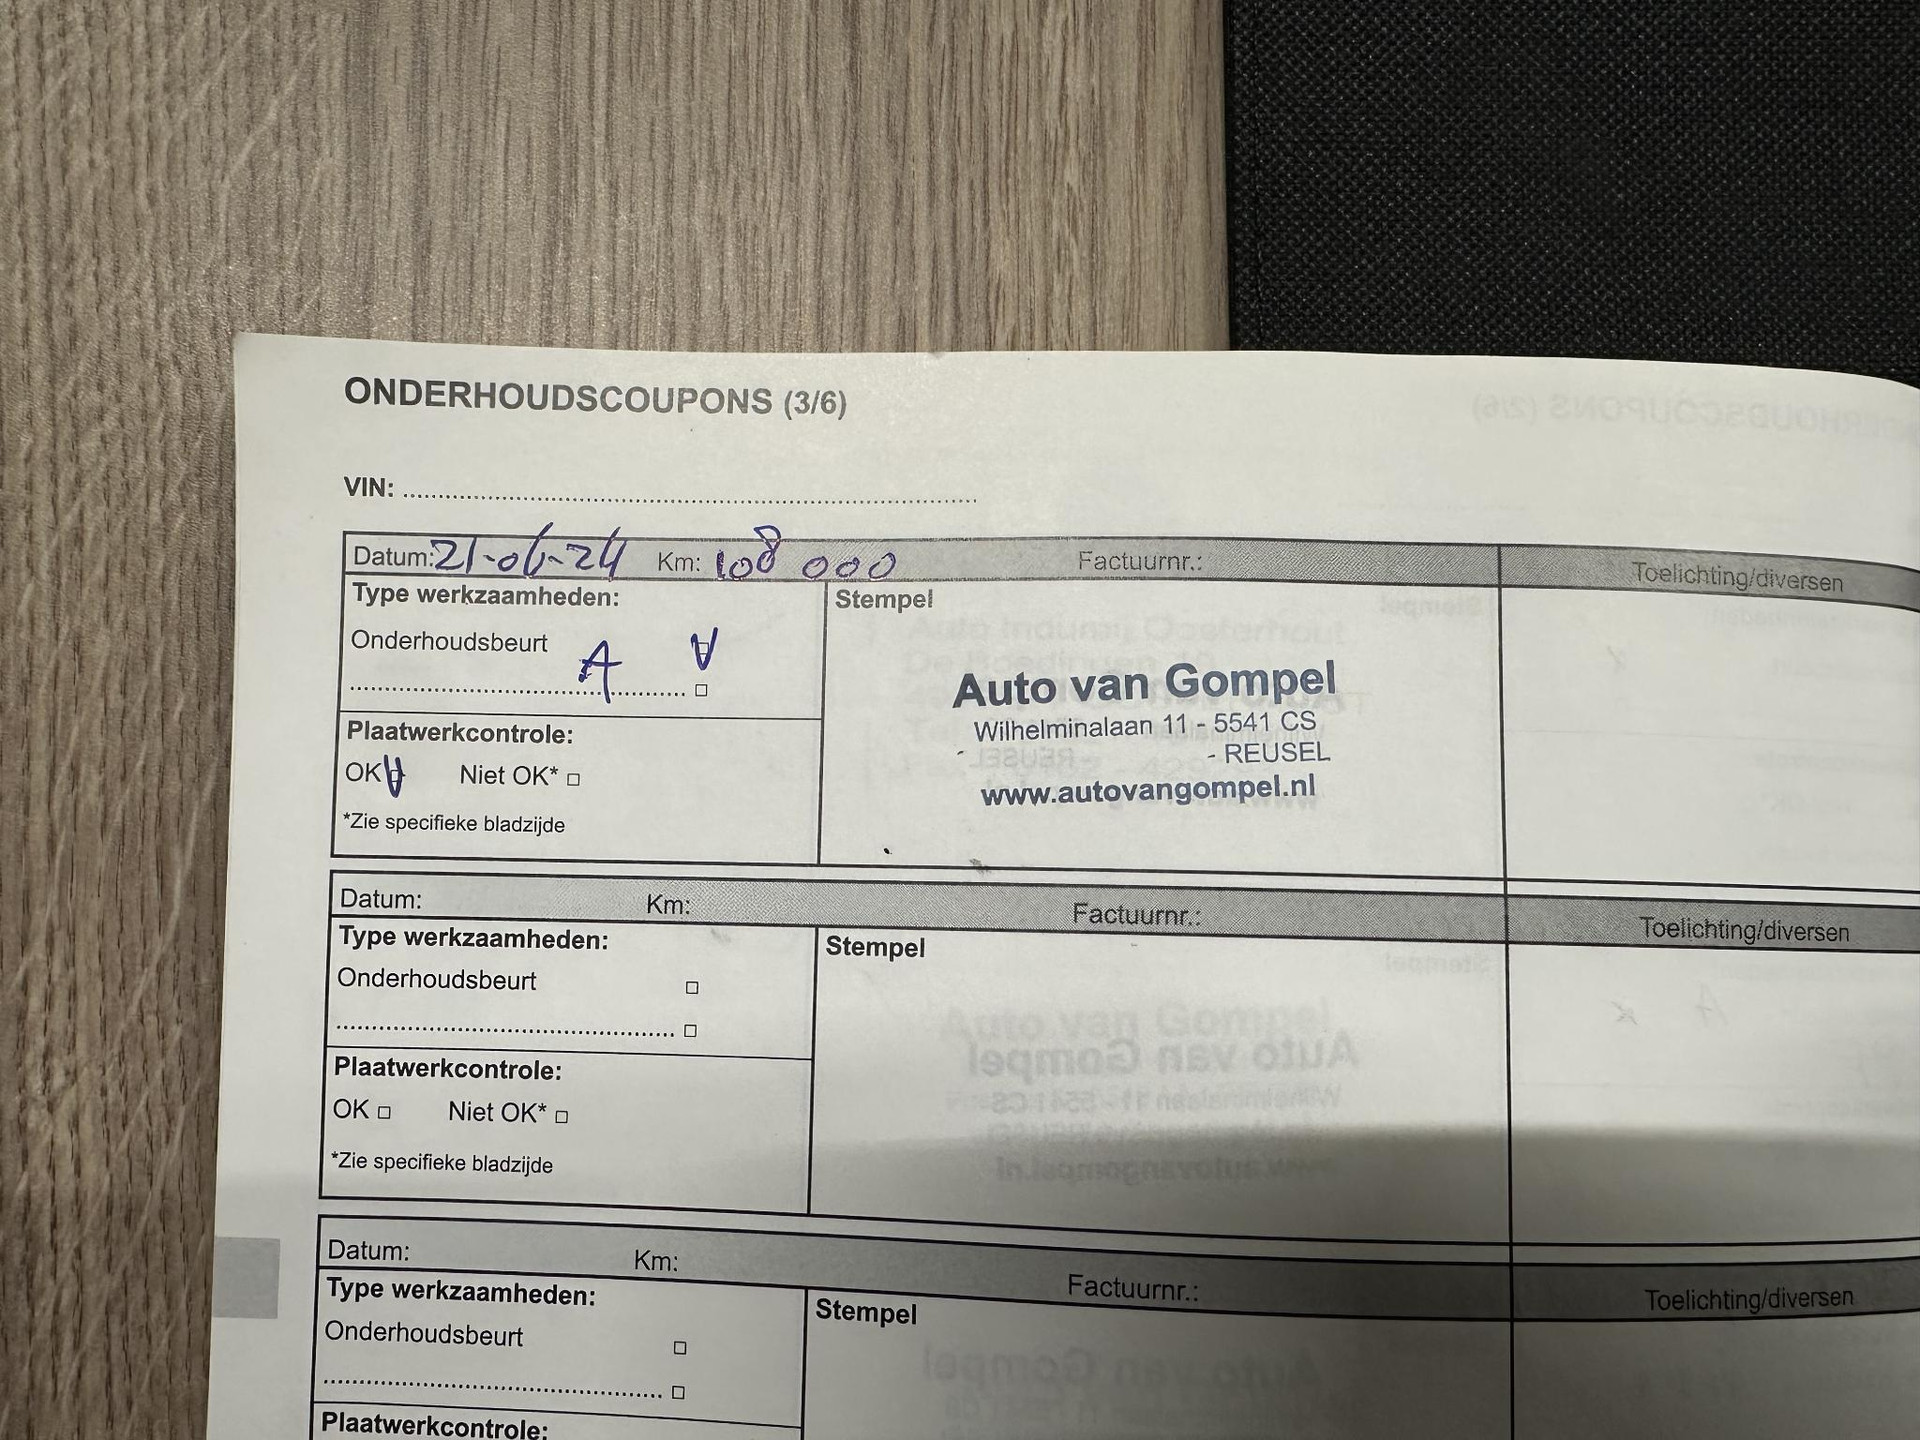 ONDERHOUDSCOUPONS (3/6)
VIN:
Datum: 21-06-24 Km: 108 000 Factuurnr.: Toelichting/diversen
Type werkzaamheden: Stempel
Onderhoudsbeurt A
Auto van Gompel
Wilhelminalaan 11 - 5541 CS
- REUSEL
www.autovangompel.nl
Plaatwerkcontrole:
OK Niet OK*
*Zie specifieke bladzijde
Datum: Km: Factuurnr.: Toelichting/diversen
Type werkzaamheden: Stempel
Onderhoudsbeurt
Plaatwerkcontrole:
OK Niet OK*
*Zie specifieke bladzijde
Datum: Km: Factuurnr.: Toelichting/diversen
Type werkzaamheden: Stempel
Onderhoudsbeurt
Plaatwerkcontrole: